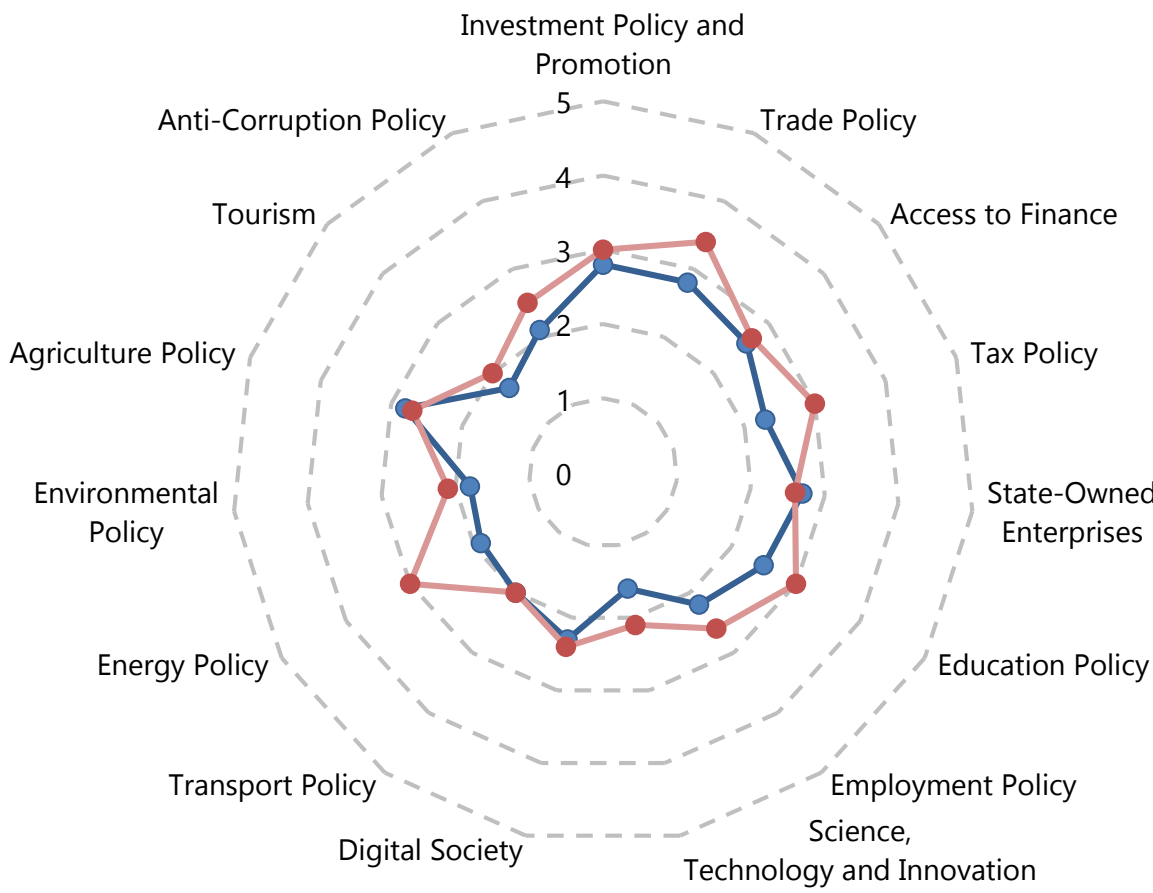 Investment Policy and
Promotion
5
Anti-Corruption Policy
Trade Policy
4
Tourism
Access to Finance
3
2
Agriculture Policy
Tax Policy
1
0
Environmental
Policy
State-Owned
Enterprises
Energy Policy
Education Policy
Transport Policy
Employment Policy
Digital Society
Science,
Technology and Innovation